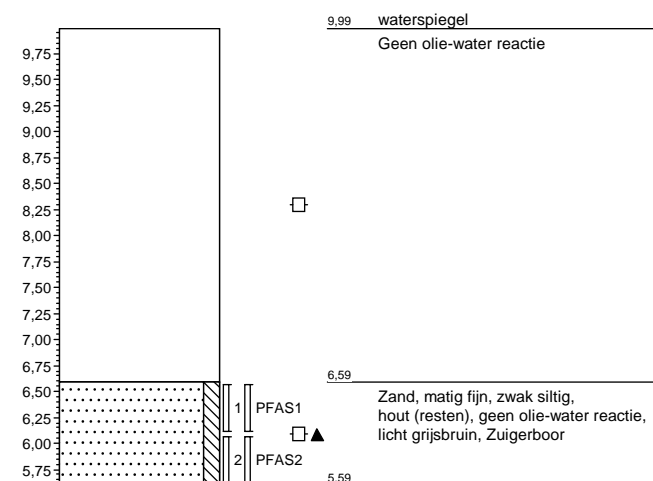 9,99 waterspiegel
Geen olie-water reactie
9,75
9,50
9,25
9,00
8,75
8,50
8,25
8,00
7,75
7,50
7,25
7,00
6,75
6,59
6,50
Zand, matig fijn, zwak siltig,
1 PFAS1
hout (resten), geen olie-water reactie,
6,25
licht grijsbruin, Zuigerboor
6,00
2 PFAS2
5,75
5,59